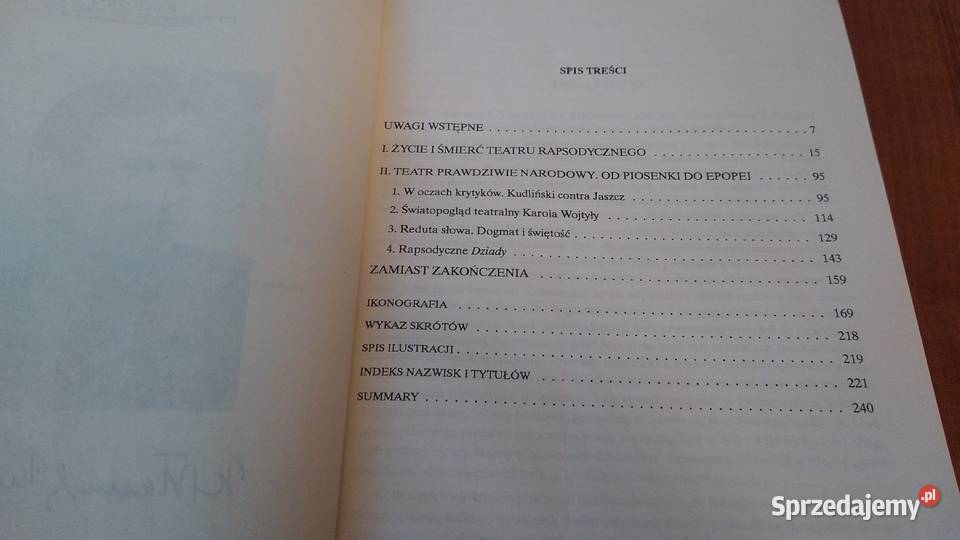 SPIS TREŚCI
UWAGI WSTĘPNE . . . . . . . . . . . . . . . . . . . . . . . . . . . . . . . . . . 7
I. ŻYCIE I ŚMIERĆ TEATRU RAPSODYCZNEGO . . . . . . . . . . . . . . . . 15
II. TEATR PRAWDZIWIE NARODOWY. OD PIOSENKI DO EPOPEI . . . . . . 95
1. W oczach krytyków. Kudliński contra Jaszcz . . . . . . . . . . . . . . . . . . 95
2. Światopogląd teatralny Karola Wojtyły . . . . . . . . . . . . . . . . . . . . 114
3. Reduta słowa. Dogmat i świętość . . . . . . . . . . . . . . . . . . . . . . . 129
4. Rapsodyczne Dziady . . . . . . . . . . . . . . . . . . . . . . . . . . . . . 143
ZAMIAST ZAKOŃCZENIA . . . . . . . . . . . . . . . . . . . . . . . . . . . 159
IKONOGRAFIA . . . . . . . . . . . . . . . . . . . . . . . . . . . . . . . . . 169
WYKAZ SKRÓTÓW . . . . . . . . . . . . . . . . . . . . . . . . . . . . . . . 218
SPIS ILUSTRACJI . . . . . . . . . . . . . . . . . . . . . . . . . . . . . . . . 219
INDEKS NAZWISK I TYTUŁÓW . . . . . . . . . . . . . . . . . . . . . . . . . 221
SUMMARY . . . . . . . . . . . . . . . . . . . . . . . . . . . . . . . . . . . 240
Sprzedajemy.pl